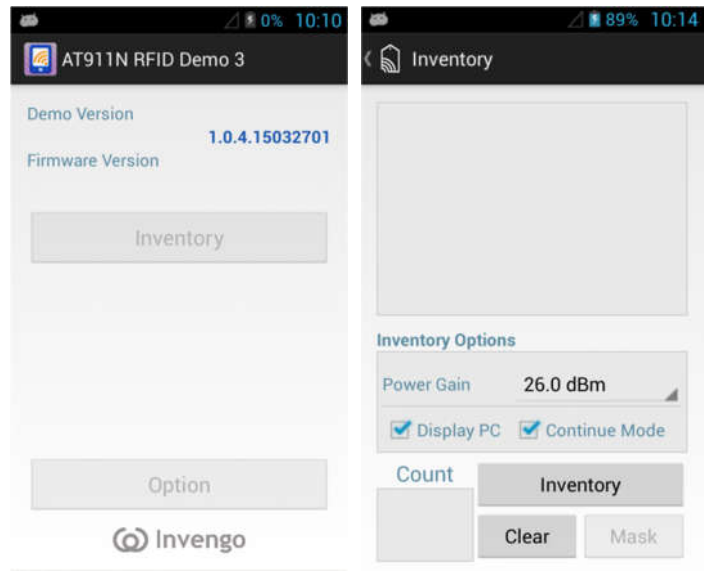 0% 10:10
AT911N RFID Demo 3
Demo Version
1.0.4.15032701
Firmware Version
Inventory
Option
Invengo
89% 10:14
Inventory
Inventory Options
Power Gain 26.0 dBm
Display PC Continue Mode
Count
Inventory
Clear Mask